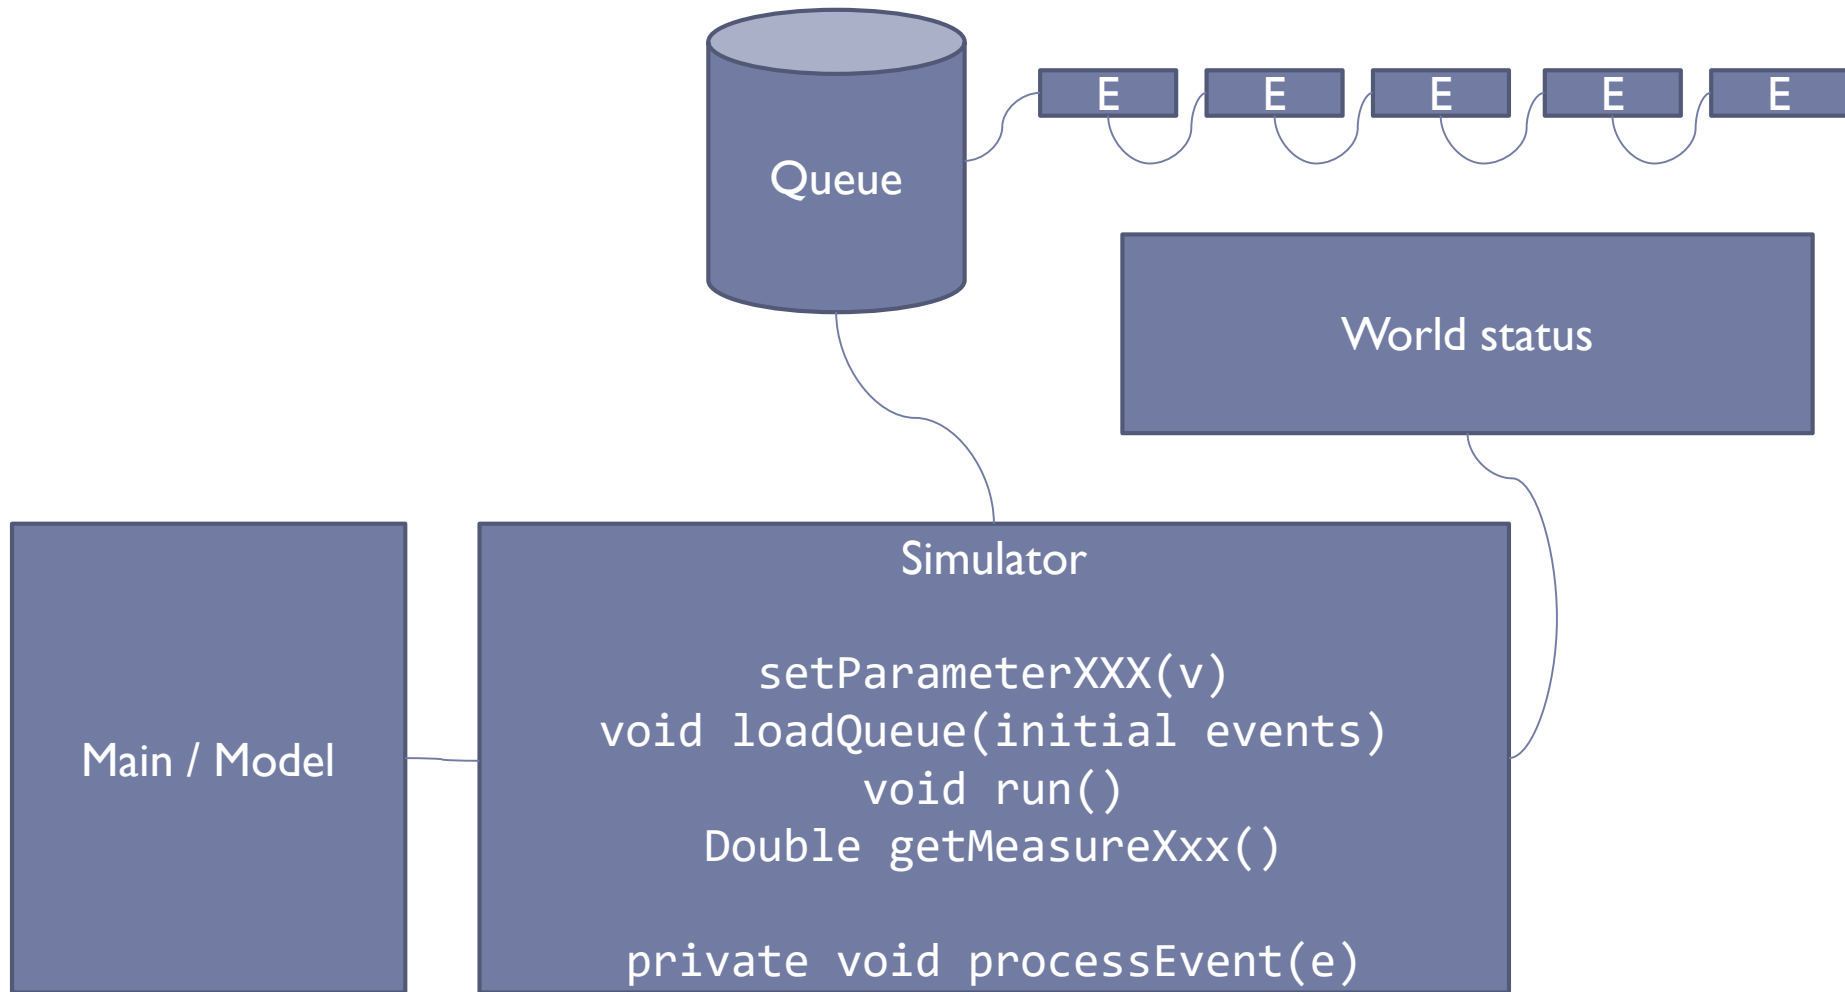 E
E
E
E
E
Queue
World status
Main / Model
Simulator
setParameterXXX(v)
void loadQueue(initial events)
void run()
Double getMeasureXxx()
private void processEvent(e)